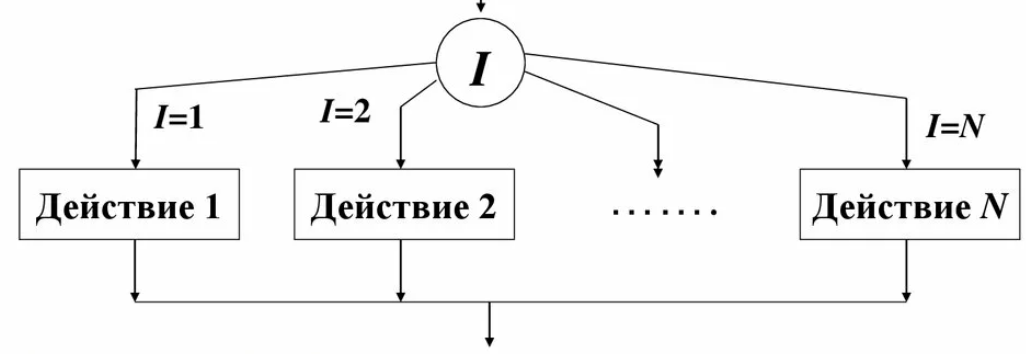 I
I=1
I=2
I=N
Действие 1
Действие 2
.......
Действие N